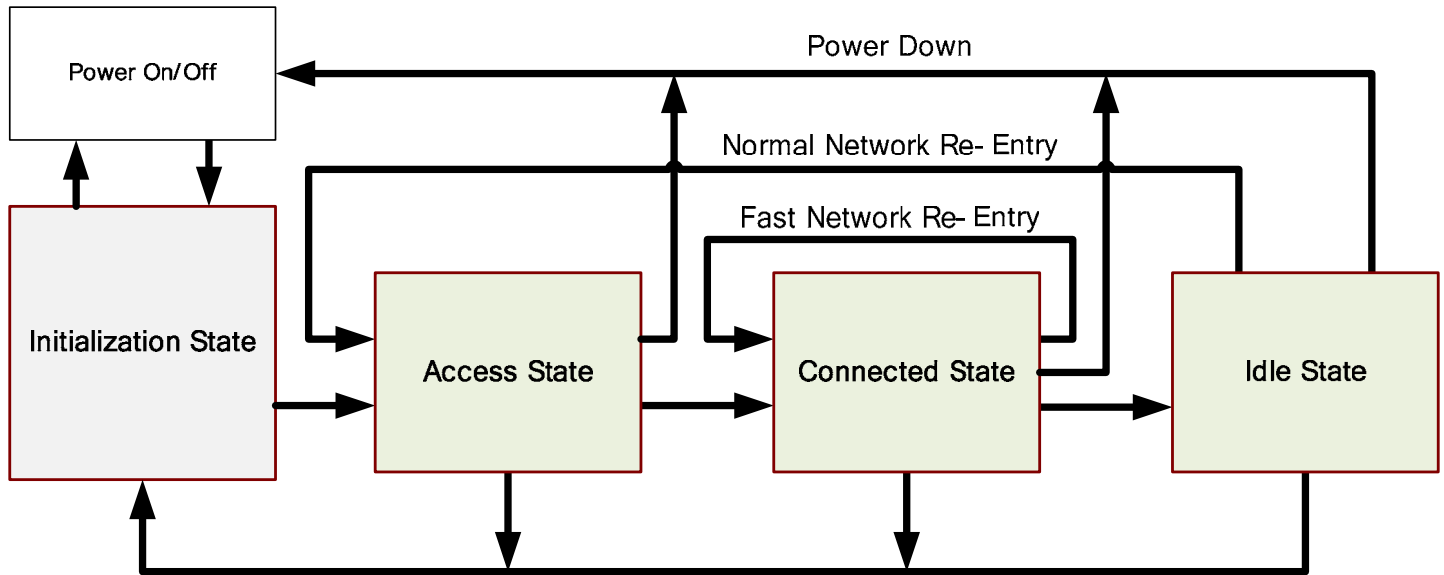 Power On/Off
Power Down
Normal Network Re- Entry
Fast Network Re- Entry
Initialization State
Access State
Connected State
Idle State